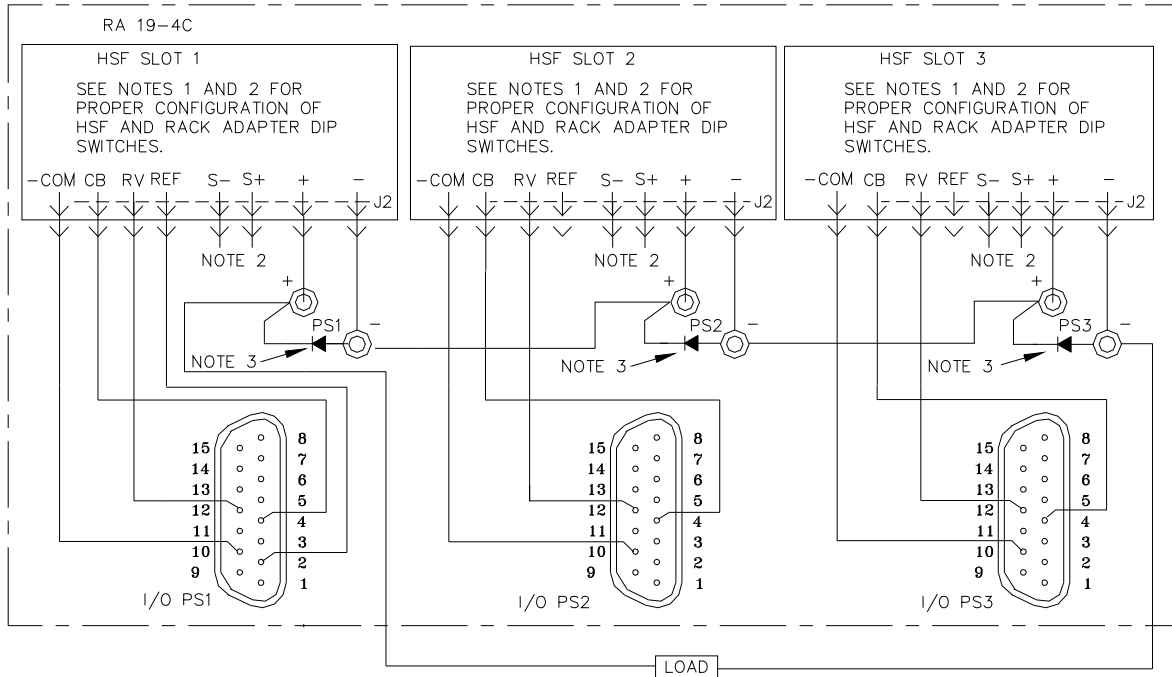 RA 19-4C
HSF SLOT 1
SEE NOTES 1 AND 2 FOR
PROPER CONFIGURATION OF
HSF AND RACK ADAPTER DIP
SWITCHES.
-COM CB RV REF S- S+ + -
J2
NOTE 2
+
PS1
-
NOTE 3
15
14
13
12
11
10
9
8
7
6
5
4
3
2
1
I/O PS1
HSF SLOT 2
SEE NOTES 1 AND 2 FOR
PROPER CONFIGURATION OF
HSF AND RACK ADAPTER DIP
SWITCHES.
-COM CB RV REF S- S+ + -
J2
NOTE 2
+
PS2
-
NOTE 3
15
14
13
12
11
10
9
8
7
6
5
4
3
2
1
I/O PS2
HSF SLOT 3
SEE NOTES 1 AND 2 FOR
PROPER CONFIGURATION OF
HSF AND RACK ADAPTER DIP
SWITCHES.
-COM CB RV REF S- S+ + -
J2
NOTE 2
+
PS3
-
NOTE 3
15
14
13
12
11
10
9
8
7
6
5
4
3
2
1
I/O PS3
LOAD